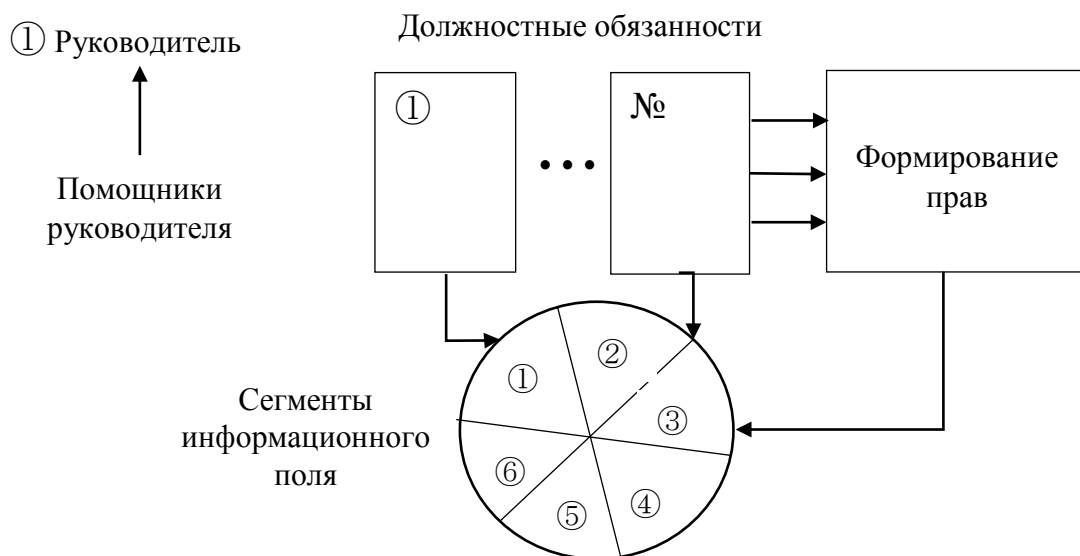 ① Руководитель
Помощники
руководителя
Должностные обязанности
①
• • •
№
Формирование
прав
Сегменты
информационного
поля
①
②
③
④
⑤
⑥